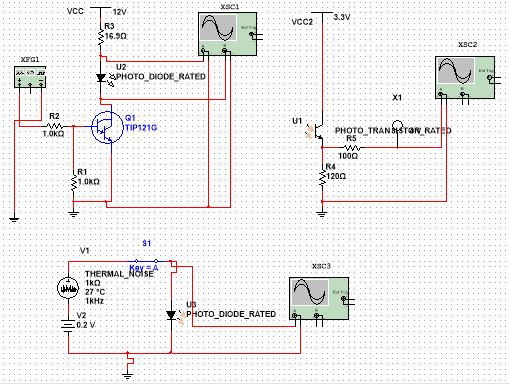 VCC 12V
XSC1
VCC2 3.3V
R3
16.9Ω
XSC2
XFG1
U2
PHOTO_DIODE_RATED
X1
Q1
TIP121G
R2
1.0kΩ
U1
PHOTO_TRANSISTOR_RATED
R5
100Ω
R1
1.0kΩ
R4
120Ω
S1
V1
Key = A
XSC3
THERMAL_NOISE
1kΩ
27 °C
1kHz
U3
PHOTO_DIODE_RATED
V2
0.2 V